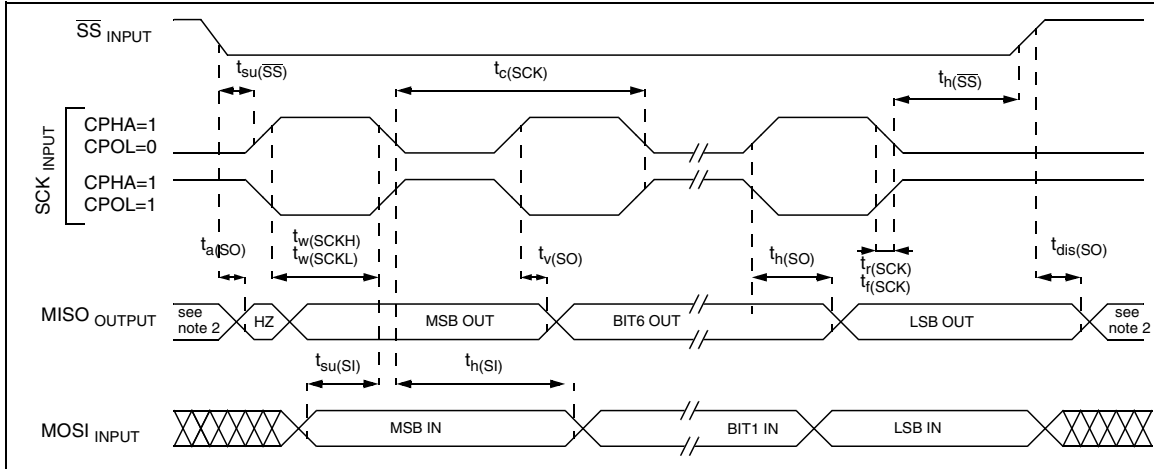 SS INPUT
tsu(SS)
tc(SCK)
th(SS)
SCK INPUT
CPHA=1
CPOL=0
CPHA=1
CPOL=1
ta(SO)
tw(SCKH)
tw(SCKL)
tv(SO)
th(SO)
tr(SCK)
tf(SCK)
tdis(SO)
MISO OUTPUT
see
note 2
HZ
MSB OUT
BIT6 OUT
LSB OUT
see
note 2
tsu(SI)
th(SI)
MOSI INPUT
MSB IN
BIT1 IN
LSB IN